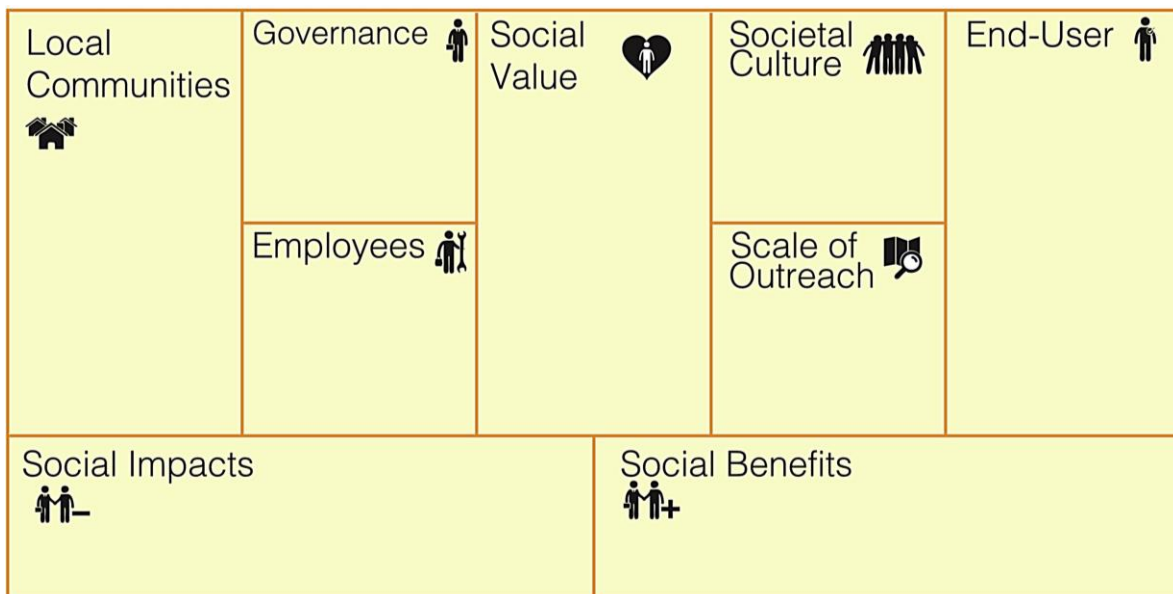 Local
Communities
Governance
Employees
Social
Value
Societal
Culture
Scale of
Outreach
End-User
Social Impacts
Social Benefits